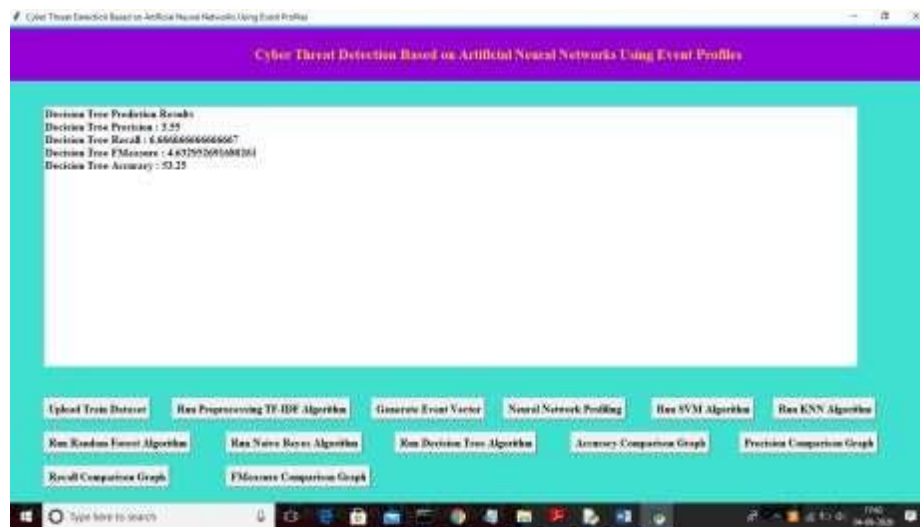 Cyber Threat Detection Based on Artificial Neural Networks Using Event Profiles
Cyber Threat Detection Based on Artificial Neural Networks Using Event Profiles
Decision Tree Prediction Results
Decision Tree Precision : 3.55
Decision Tree Recall : 6.666666666666667
Decision Tree FMeasure :
Decision Tree Accuracy : 53.25
Upload Train Dataset
Run Preprocessing TF-IDF Algorithm
Generate Event Vector
Neural Network Profiling
Run SVM Algorithm
Run KNN Algorithm
Run Random Forest Algorithm
Run Naive Bayes Algorithm
Run Decision Tree Algorithm
Accuracy Comparison Graph
Precision Comparison Graph
Recall Comparison Graph
FMeasure Comparison Graph
Type here to search